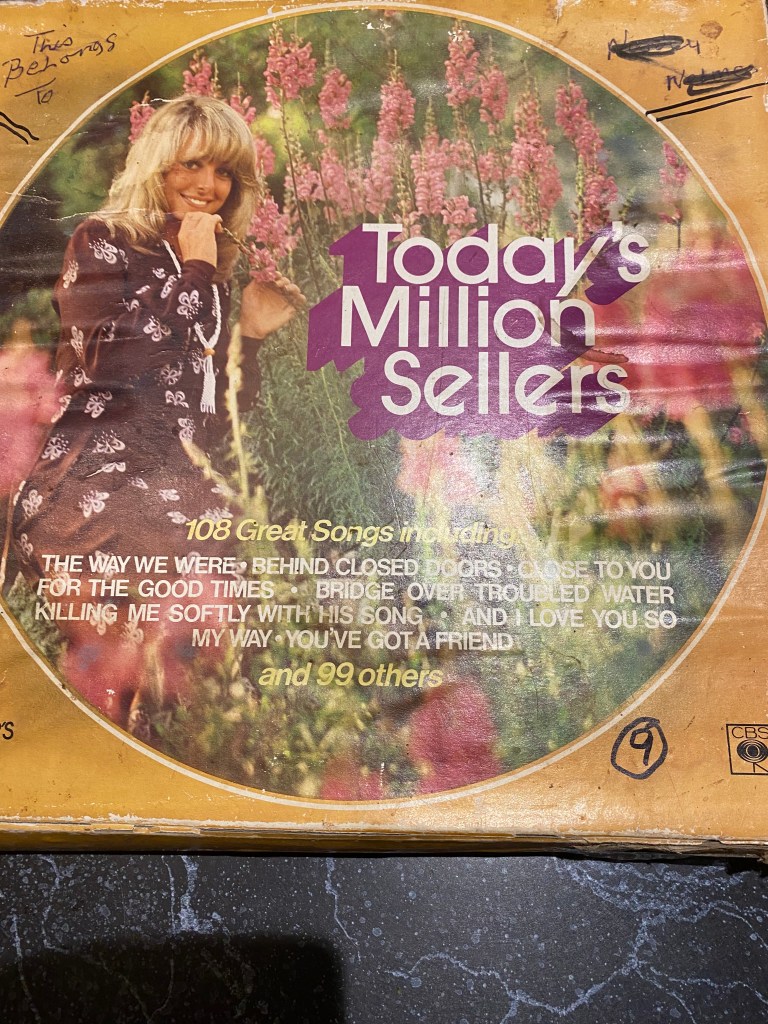 This
Belongs
To
Today's
Million
Sellers
108 Great Songs including
THE WAY WE WERE • BEHIND CLOSED DOORS • CLOSE TO YOU
FOR THE GOOD TIMES • BRIDGE OVER TROUBLED WATER
KILLING ME SOFTLY WITH HIS SONG • AND I LOVE YOU SO
MY WAY • YOU'VE GOT A FRIEND
and 99 others
'S
9
CBS